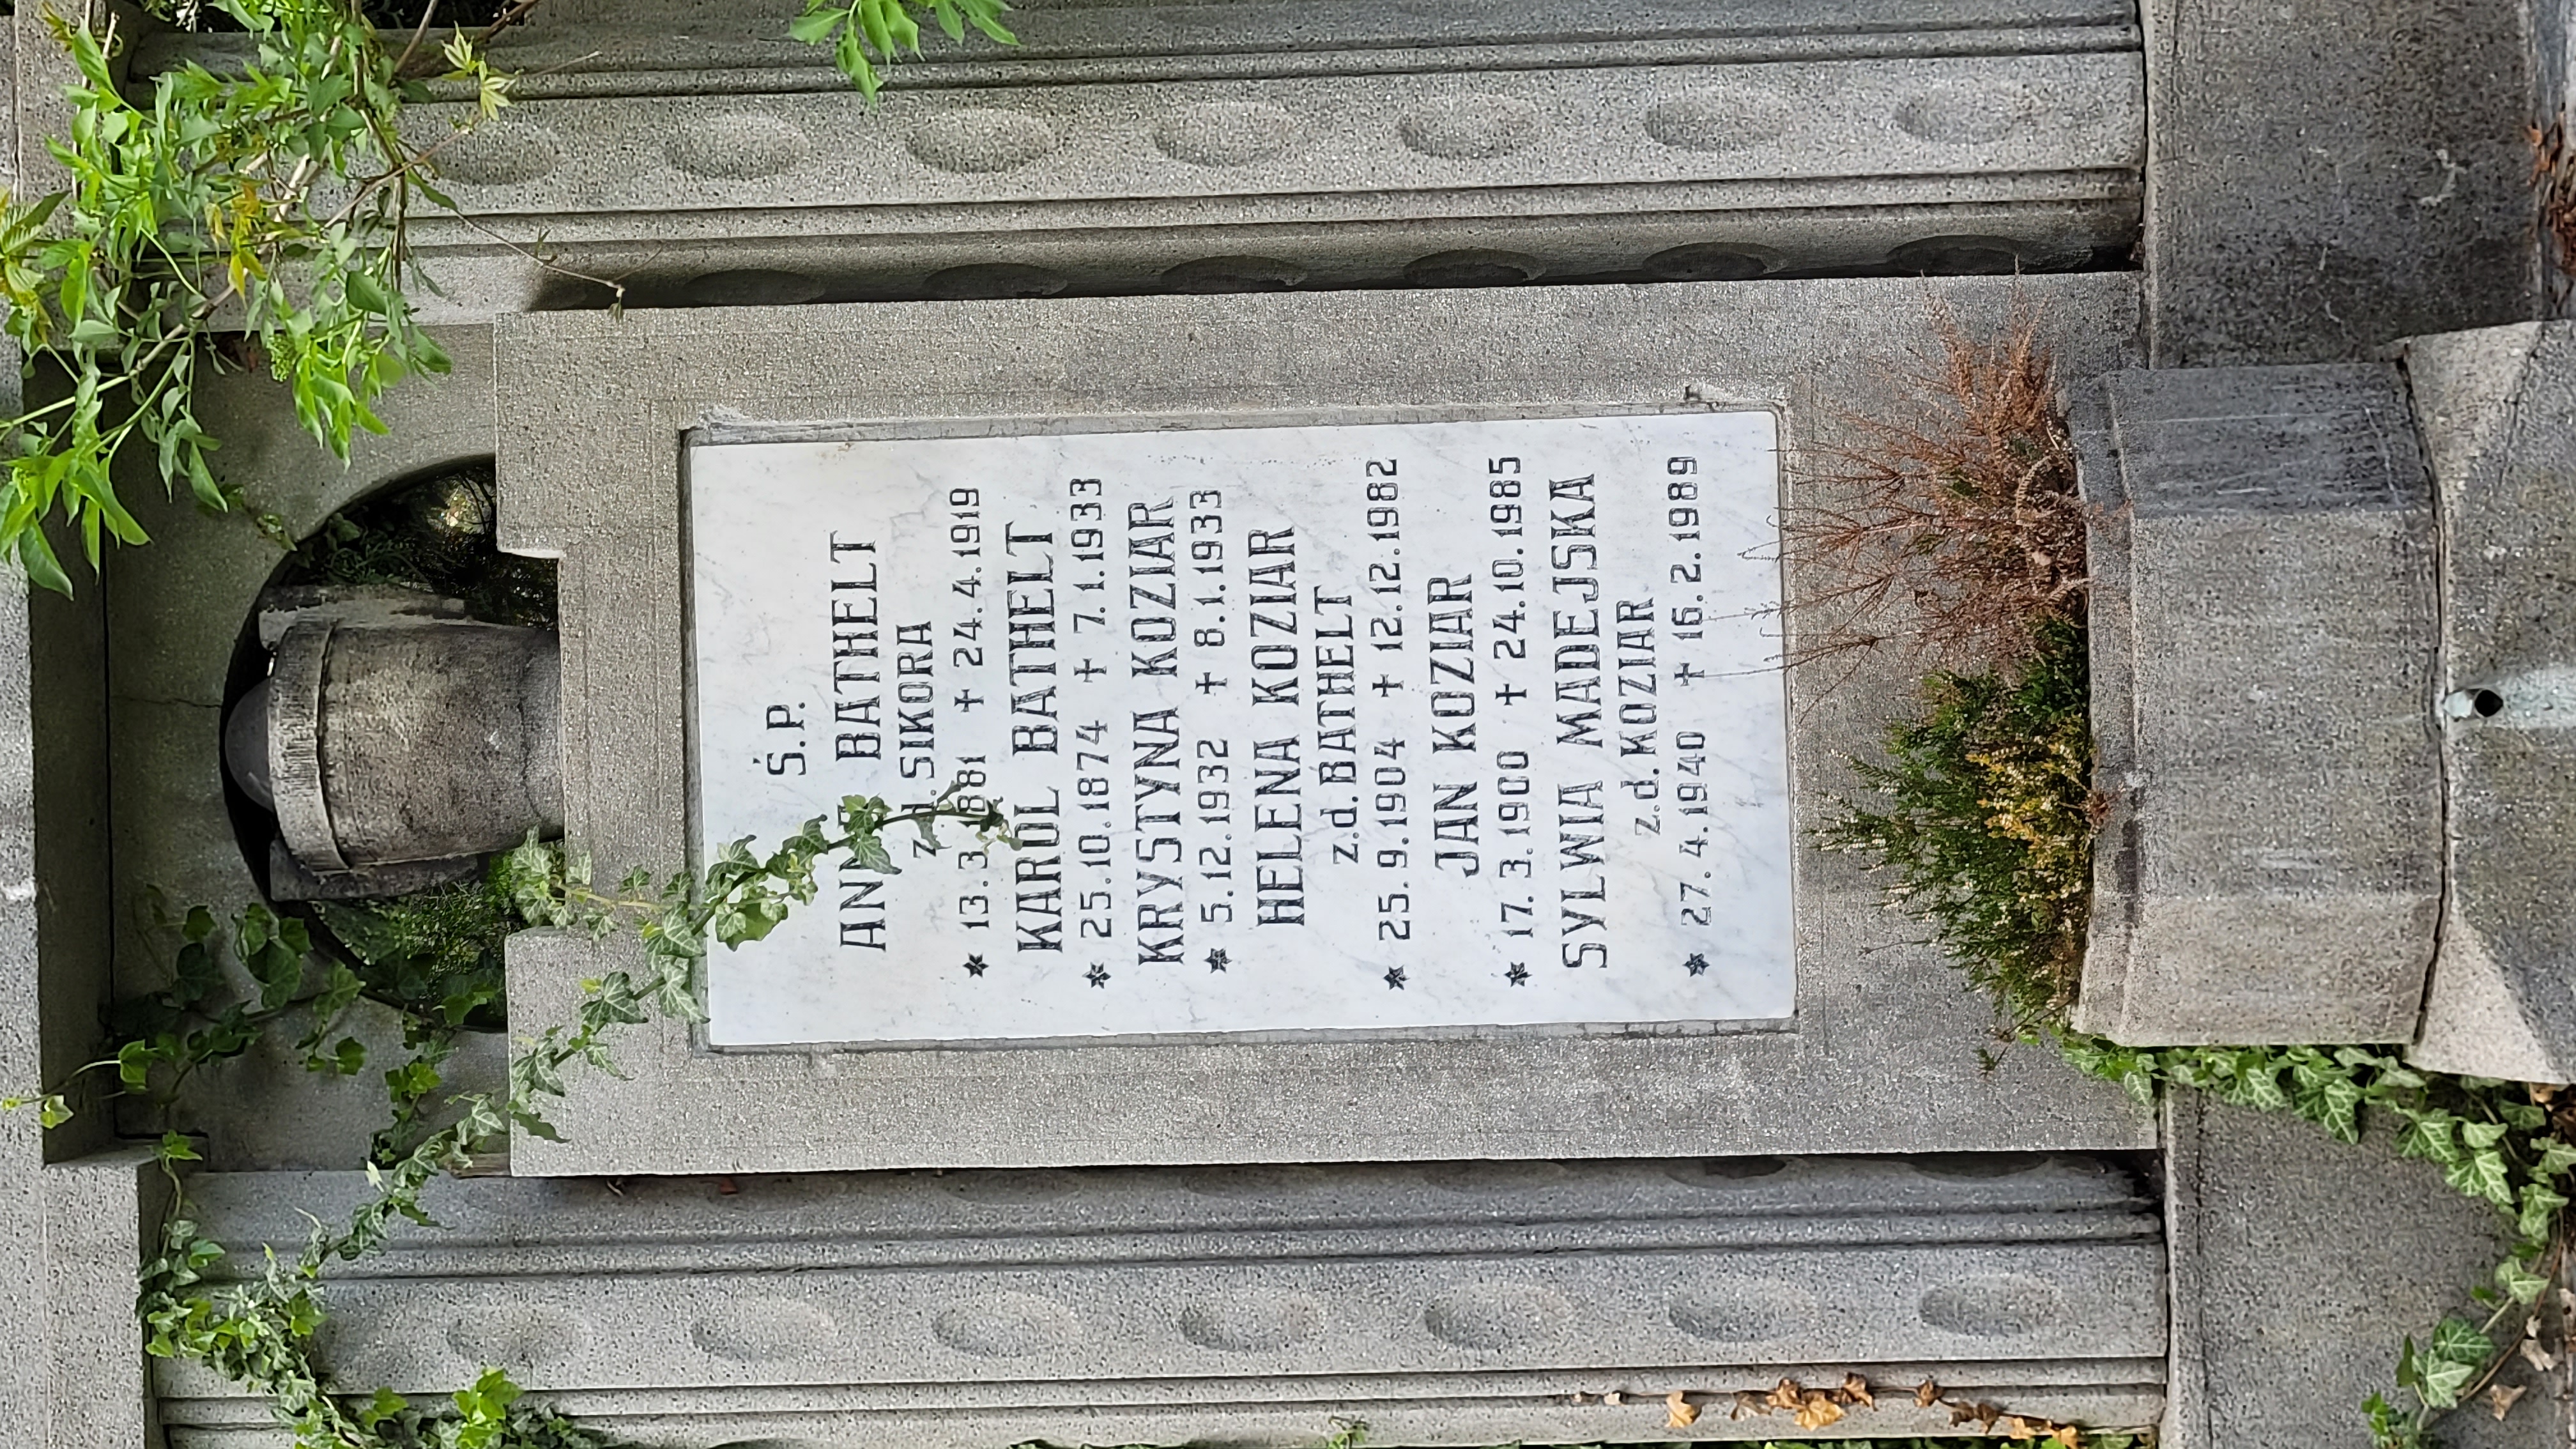 Ś.P.
ANNA BATHELT
z.d. SIKORA
* 13.3.1881 † 24.4.1919
KAROL BATHELT
* 25.10.1874 † 7.1.1933
KRYSTYNA KOZIAR
* 5.12.1932 † 8.1.1933
HELENA KOZIAR
z.d. BATHELT
* 25.9.1904 † 12.12.1982
JAN KOZIAR
* 17.3.1900 † 24.10.1985
SYLWIA MADEJSKA
z.d. KOZIAR
* 27.4.1940 † 16.2.1989